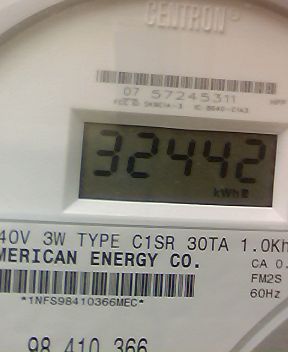 CENTRON®
07 57245311
32442
kWh
40V 3W TYPE C1SR 30TA 1.0Kh
MERICAN ENERGY CO.
CA 0.
FM2S
*1NFS98410366MEC*
60Hz
98 410 366